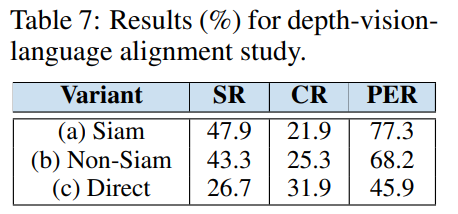 Table 7: Results (%) for depth-vision-
language alignment study.
Variant SR CR PER
(a) Siam 47.9 21.9 77.3
(b) Non-Siam 43.3 25.3 68.2
(c) Direct 26.7 31.9 45.9